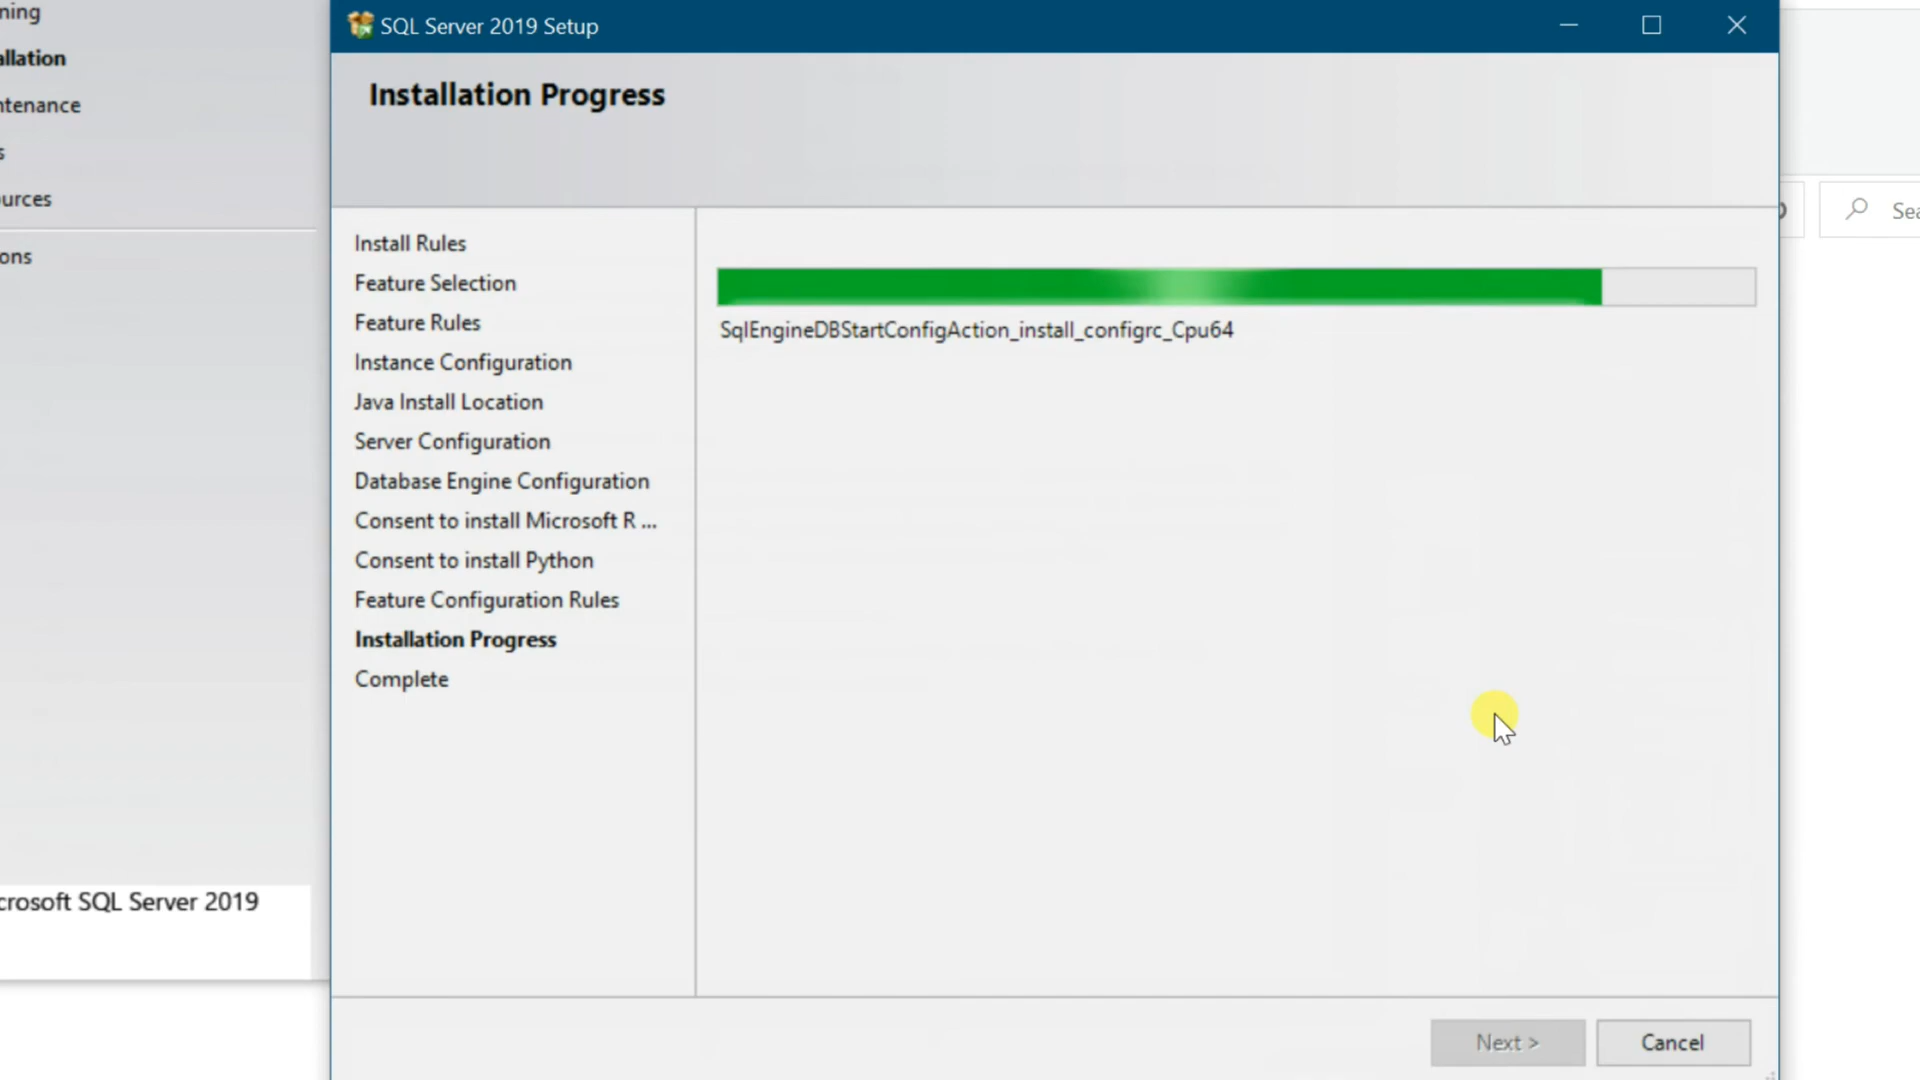 ning
allation
ntenance
s
urces
ons
crosoft SQL Server 2019
SQL Server 2019 Setup
Installation Progress
Install Rules
Feature Selection
Feature Rules
Instance Configuration
Java Install Location
Server Configuration
Database Engine Configuration
Consent to install Microsoft R ...
Consent to install Python
Feature Configuration Rules
Installation Progress
Complete
SqlEngineDBStartConfigAction_install_configrc_Cpu64
Next >
Cancel
Sea